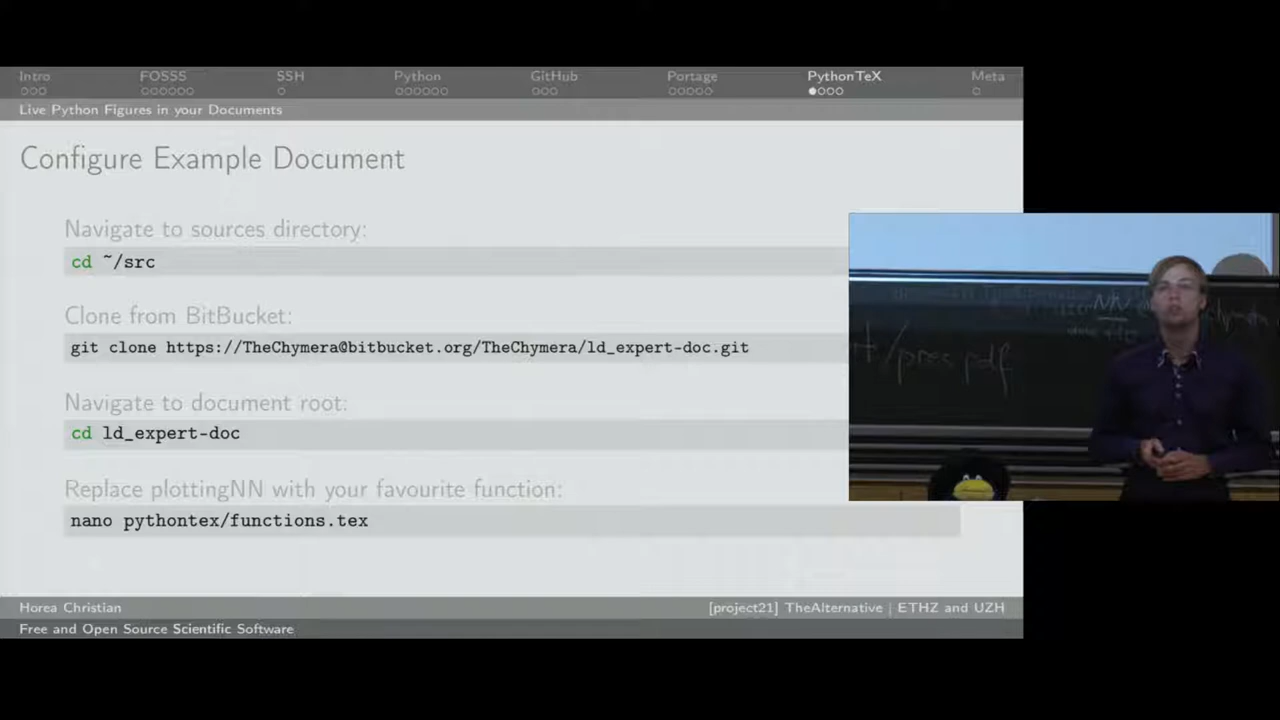 Intro FOSSS SSH Python GitHub Portage PythonTeX Meta
Live Python Figures in your Documents
Configure Example Document
Navigate to sources directory:
cd ~/src
Clone from BitBucket:
git clone https://TheChymera@bitbucket.org/TheChymera/ld_expert-doc.git
Navigate to document root:
cd ld_expert-doc
Replace plottingNN with your favourite function:
nano pythontex/functions.tex
/pres.pdf
NN
Horea Christian [project21] TheAlternative | ETHZ and UZH
Free and Open Source Scientific Software